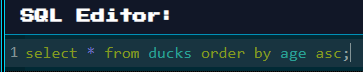 SQL Editor:
1 select * from ducks order by age asc;